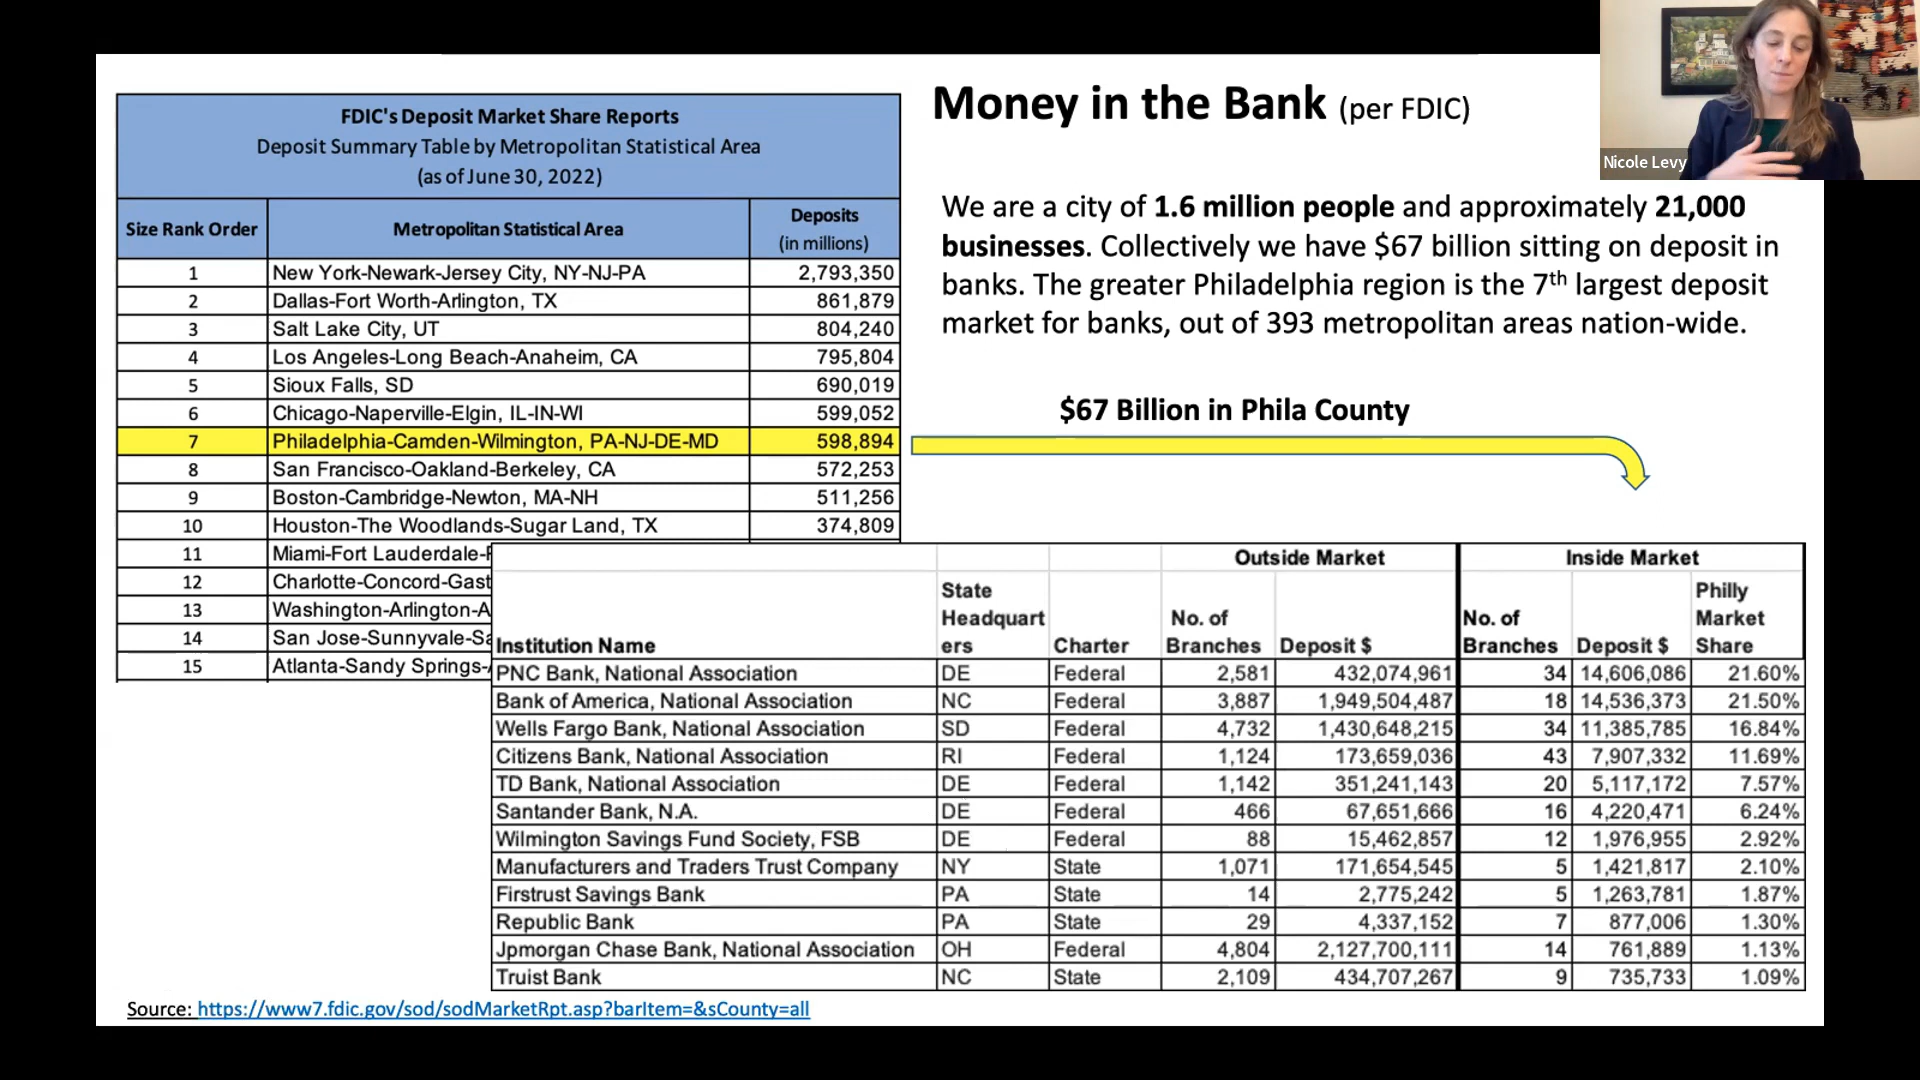 Money in the Bank (per FDIC)
Nicole Levy
We are a city of 1.6 million people and approximately 21,000
businesses. Collectively we have $67 billion sitting on deposit in
banks. The greater Philadelphia region is the 7th largest deposit
market for banks, out of 393 metropolitan areas nation-wide.
$67 Billion in Phila County
FDIC's Deposit Market Share Reports
Deposit Summary Table by Metropolitan Statistical Area
(as of June 30, 2022)
Size Rank Order Metropolitan Statistical Area Deposits (in millions)
1 New York-Newark-Jersey City, NY-NJ-PA 2,793,350
2 Dallas-Fort Worth-Arlington, TX 861,879
3 Salt Lake City, UT 804,240
4 Los Angeles-Long Beach-Anaheim, CA 795,804
5 Sioux Falls, SD 690,019
6 Chicago-Naperville-Elgin, IL-IN-WI 599,052
7 Philadelphia-Camden-Wilmington, PA-NJ-DE-MD 598,894
8 San Francisco-Oakland-Berkeley, CA 572,253
9 Boston-Cambridge-Newton, MA-NH 511,256
10 Houston-The Woodlands-Sugar Land, TX 374,809
11 Miami-Fort Lauderdale-
12 Charlotte-Concord-Gast
13 Washington-Arlington-A
14 San Jose-Sunnyvale-Sa
15 Atlanta-Sandy Springs-
Outside Market Inside Market
Institution Name State Headquart ers Charter No. of Branches Deposit $ No. of Branches Deposit $ Philly Market Share
PNC Bank, National Association DE Federal 2,581 432,074,961 34 14,606,086 21.60%
Bank of America, National Association NC Federal 3,887 1,949,504,487 18 14,536,373 21.50%
Wells Fargo Bank, National Association SD Federal 4,732 1,430,648,215 34 11,385,785 16.84%
Citizens Bank, National Association RI Federal 1,124 173,659,036 43 7,907,332 11.69%
TD Bank, National Association DE Federal 1,142 351,241,143 20 5,117,172 7.57%
Santander Bank, N.A. DE Federal 466 67,651,666 16 4,220,471 6.24%
Wilmington Savings Fund Society, FSB DE Federal 88 15,462,857 12 1,976,955 2.92%
Manufacturers and Traders Trust Company NY State 1,071 171,654,545 5 1,421,817 2.10%
Firstrust Savings Bank PA State 14 2,775,242 5 1,263,781 1.87%
Republic Bank PA State 29 4,337,152 7 877,006 1.30%
Jpmorgan Chase Bank, National Association OH Federal 4,804 2,127,700,111 14 761,889 1.13%
Truist Bank NC State 2,109 434,707,267 9 735,733 1.09%
Source: https://www7.fdic.gov/sod/sodMarketRpt.asp?barItem=&sCounty=all